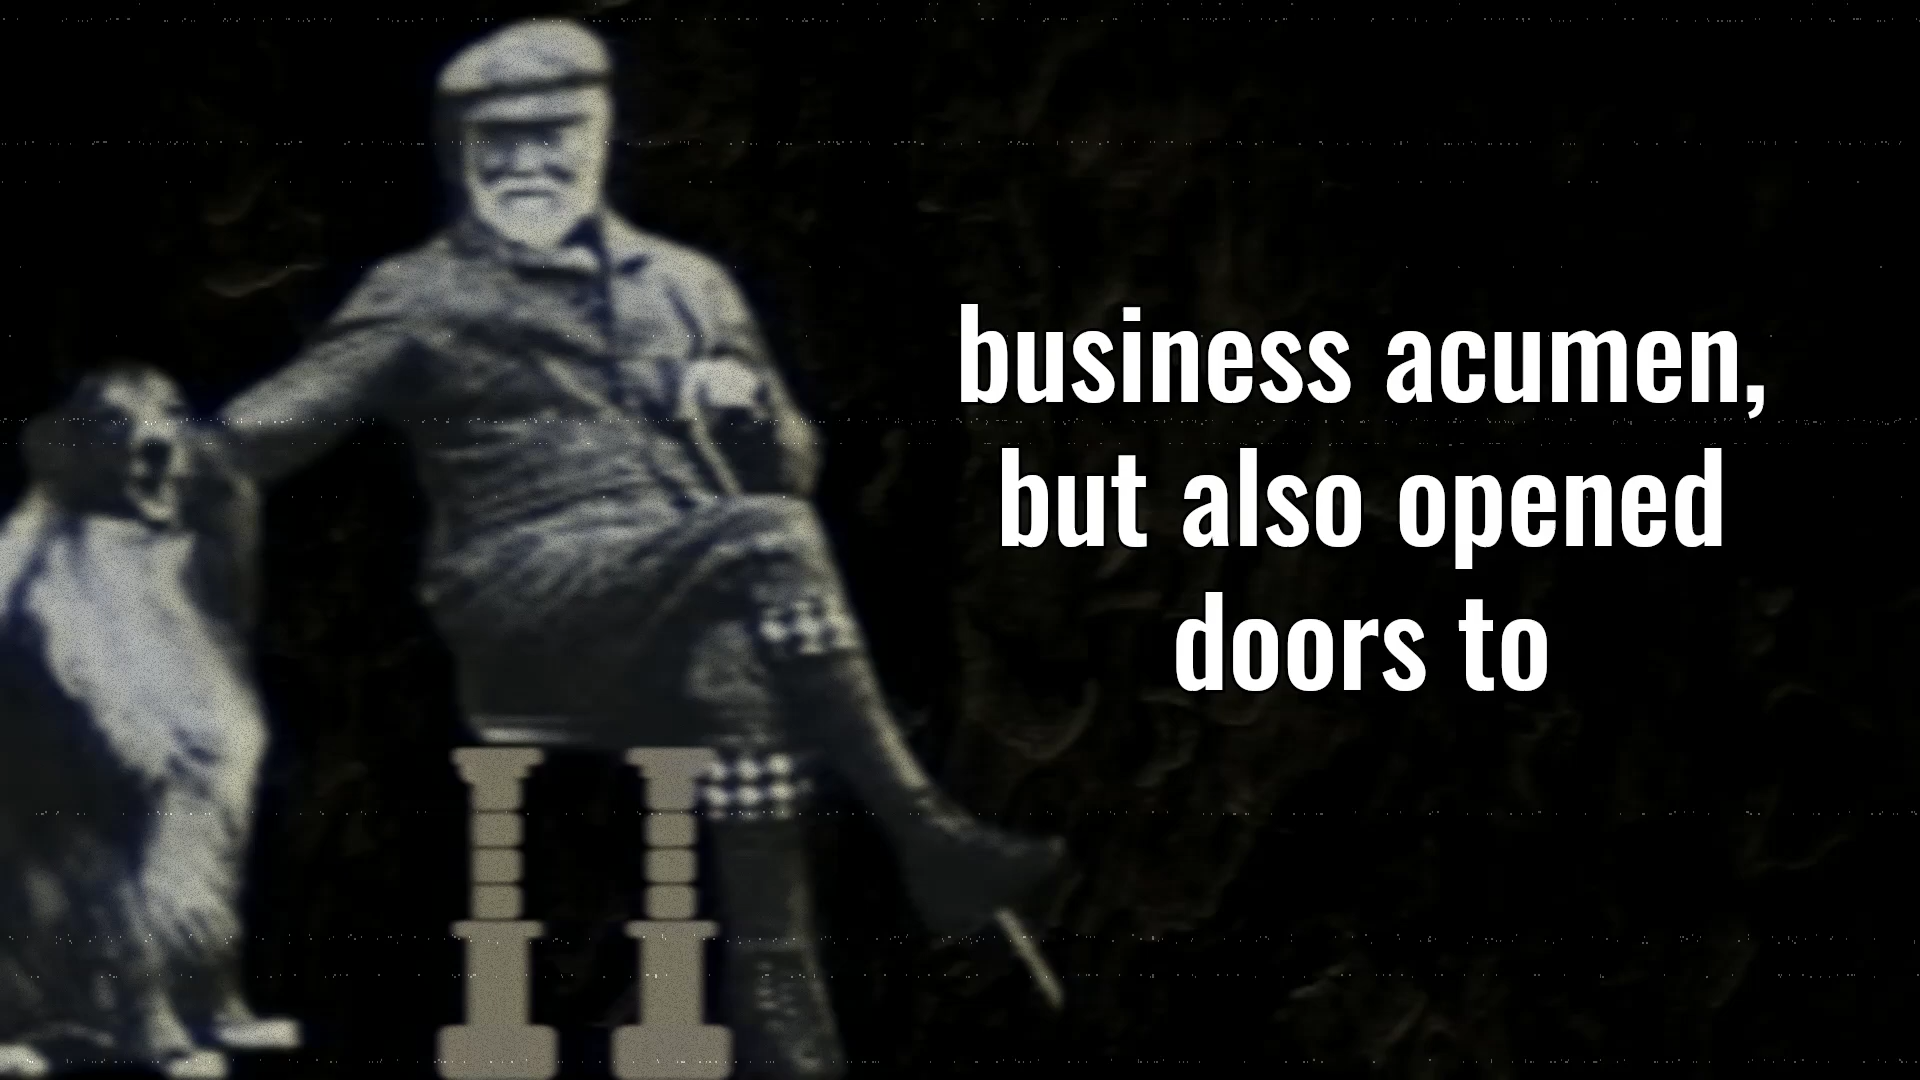 business acumen,
but also opened
doors to